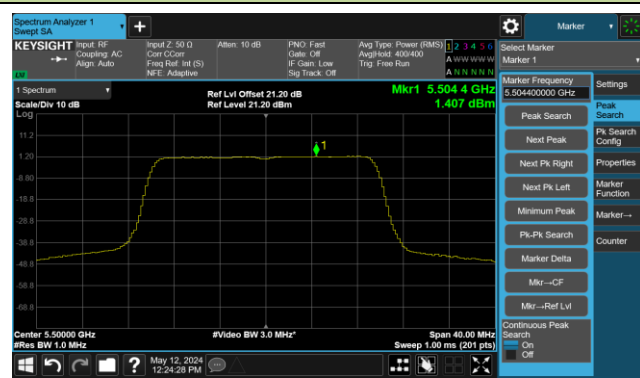 Spectrum Analyzer 1
Swept SA
+
Marker
KEYSIGHT
Input: RF
Coupling: AC
Align: Auto
Input Z: 50 Ω
Corr CCorr
Freq Ref: Int (S)
NFE: Adaptive
Atten: 10 dB
PNO: Fast
Gate: Off
IF Gain: Low
Sig Track: Off
Avg Type: Power (RMS)
Avg|Hold: 400/400
Trig: Free Run
1 2 3 4 5 6
A W W W W W
A N N N N N
Select Marker
Marker 1
LXI
1 Spectrum
Scale/Div 10 dB
Log
Ref Lvl Offset 21.20 dB
Ref Level 21.20 dBm
Mkr1 5.504 4 GHz
1.407 dBm
11.2
1.20
-8.80
-18.8
-28.8
-38.8
-48.8
-58.8
-68.8
1
Center 5.50000 GHz
#Res BW 1.0 MHz
#Video BW 3.0 MHz*
Span 40.00 MHz
Sweep 1.00 ms (201 pts)
Marker Frequency
5.504400000 GHz
Peak Search
Next Peak
Next Pk Right
Next Pk Left
Minimum Peak
Pk-Pk Search
Marker Delta
Mkr→CF
Mkr→Ref Lvl
Continuous Peak
Search
On
Off
Settings
Peak
Search
Pk Search
Config
Properties
Marker
Function
Marker→
Counter
?
May 12, 2024
12:24:28 PM